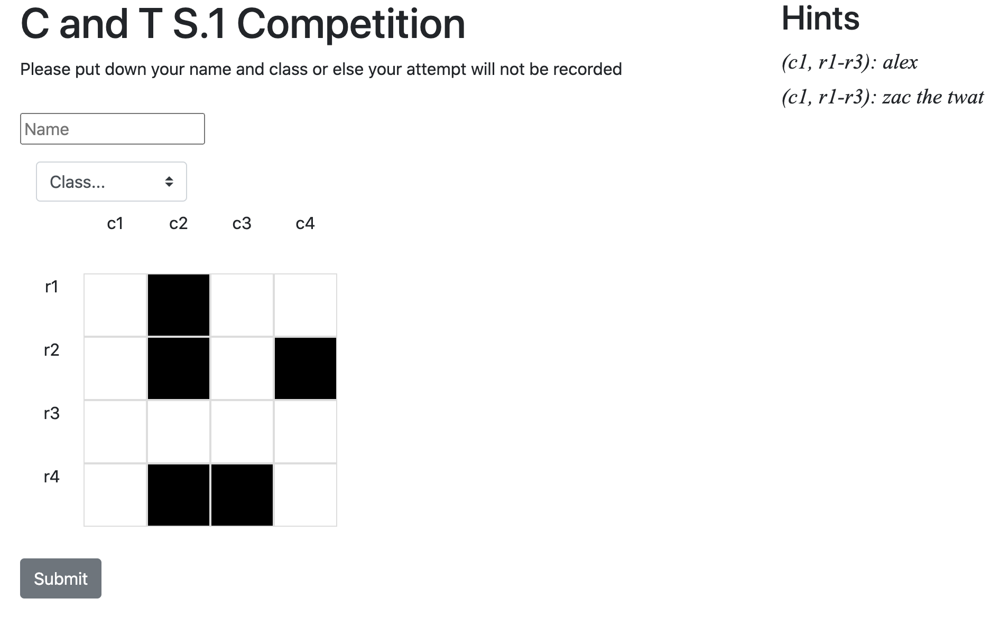 C and T S.1 Competition
Please put down your name and class or else your attempt will not be recorded
Name
Class...
c1 c2 c3 c4
r1
r2
r3
r4
Submit
Hints
(c1, r1-r3): alex
(c1, r1-r3): zac the twat